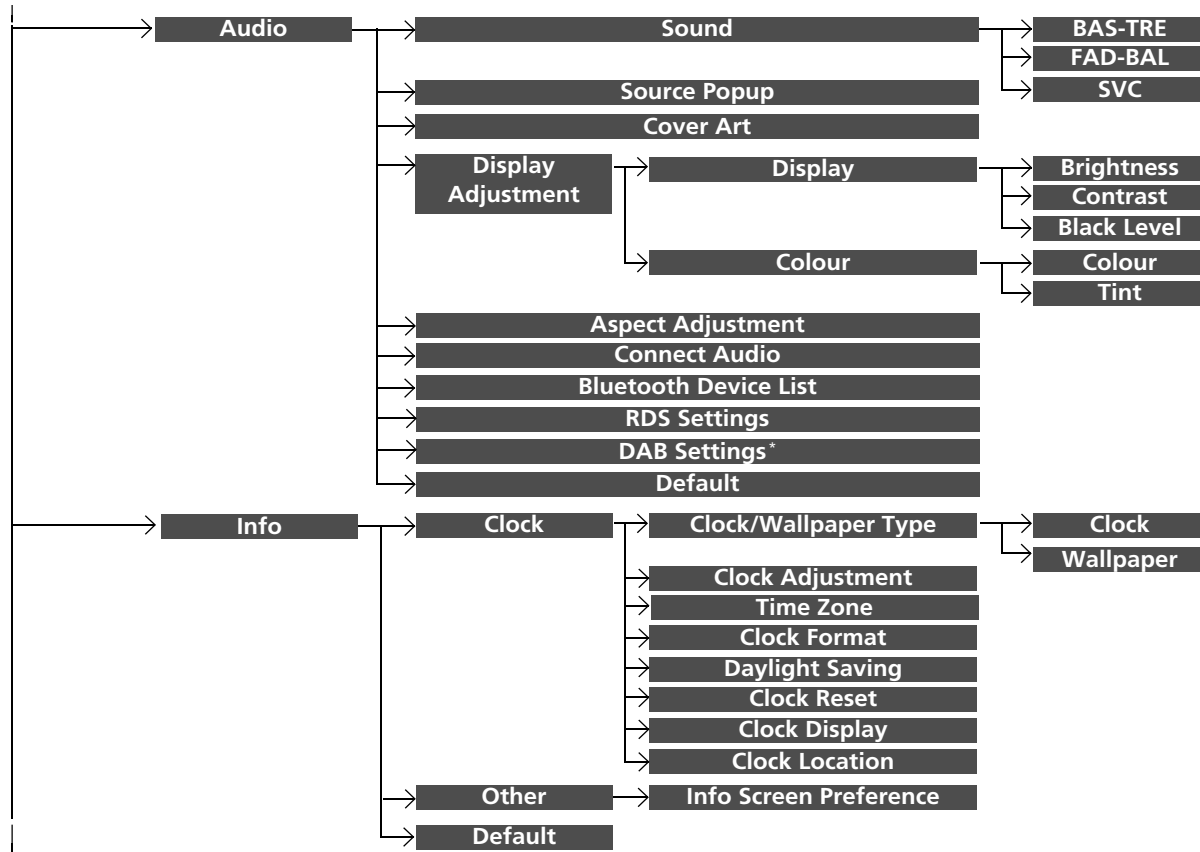 Audio
Sound
BAS-TRE
FAD-BAL
SVC
Source Popup
Cover Art
Display
Adjustment
Display
Brightness
Contrast
Black Level
Colour
Colour
Tint
Aspect Adjustment
Connect Audio
Bluetooth Device List
RDS Settings
DAB Settings*
Default
Info
Clock
Clock/Wallpaper Type
Clock
Wallpaper
Clock Adjustment
Time Zone
Clock Format
Daylight Saving
Clock Reset
Clock Display
Clock Location
Other
Info Screen Preference
Default